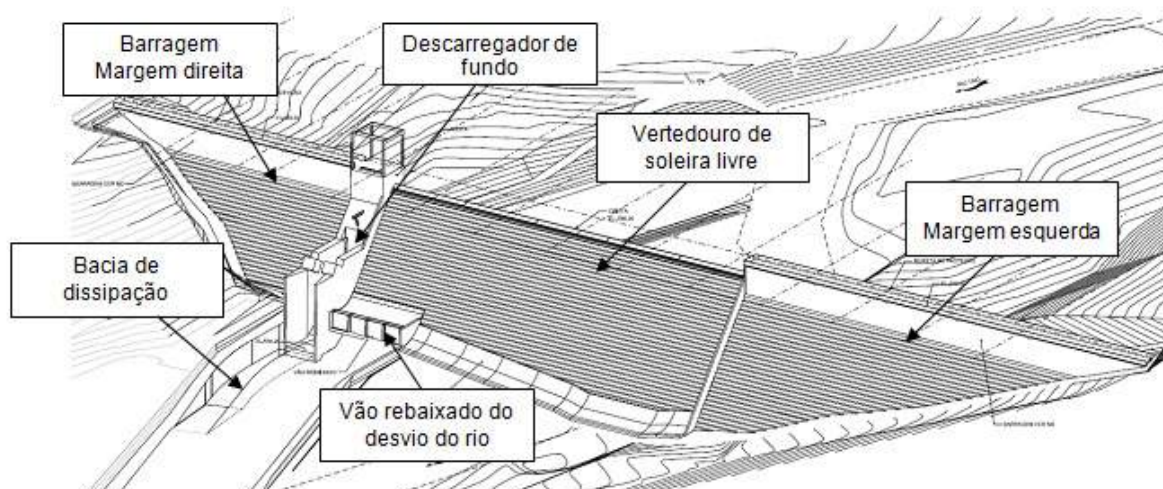 Barragem
Margem direita
Descarregador de
fundo
Vertedouro de
soleira livre
Barragem
Margem esquerda
Bacia de
dissipação
Vão rebaixado do
desvio do rio